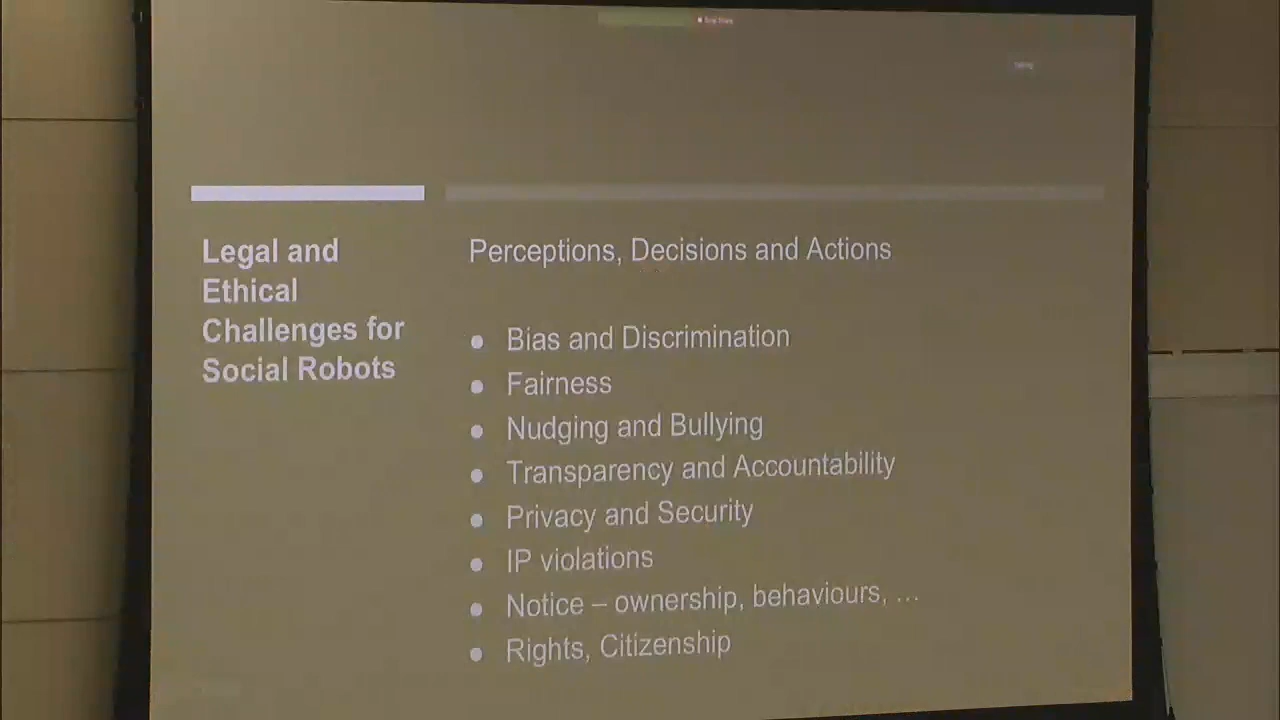 Legal and
Ethical
Challenges for
Social Robots
Perceptions, Decisions and Actions
● Bias and Discrimination
● Fairness
● Nudging and Bullying
● Transparency and Accountability
● Privacy and Security
● IP violations
● Notice – ownership, behaviours, …
● Rights, Citizenship